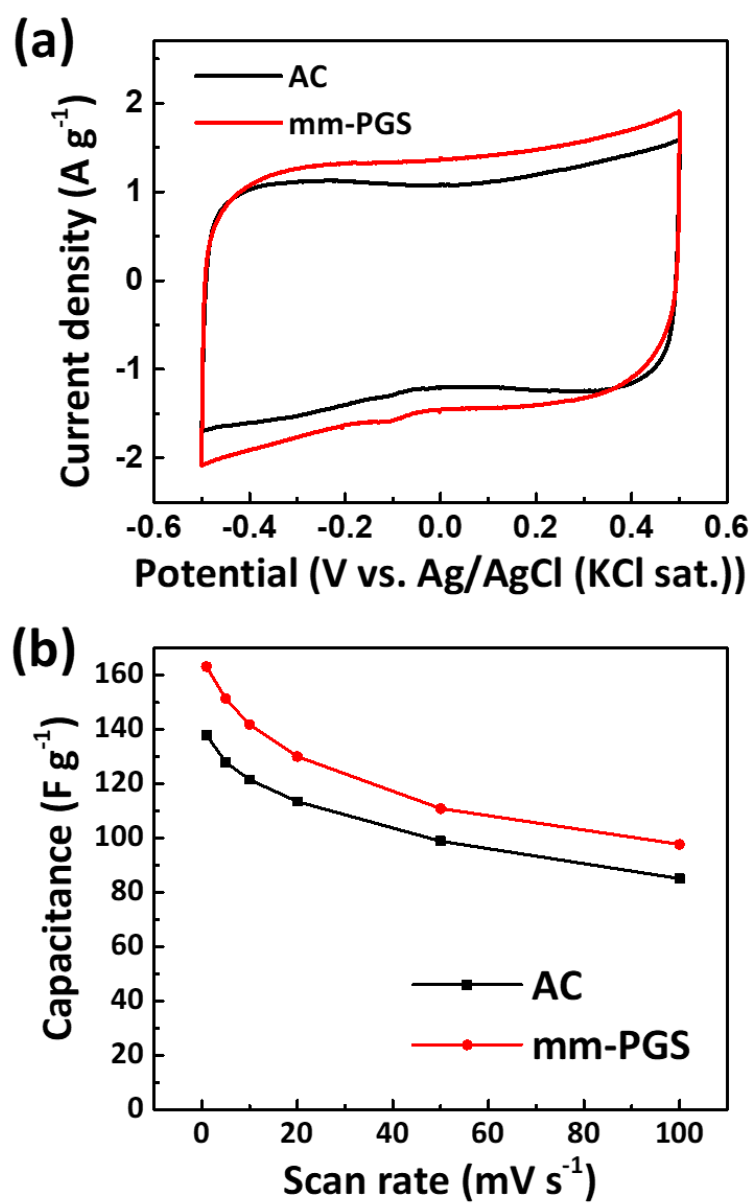 (a)
AC
mm-PGS
2
1
0
-1
-2
Current density (A g⁻¹)
-0.6 -0.4 -0.2 0.0 0.2 0.4 0.6
Potential (V vs. Ag/AgCl (KCl sat.))
(b)
160
140
120
100
80
60
40
20
0
Capacitance (F g⁻¹)
AC
mm-PGS
0 20 40 60 80 100
Scan rate (mV s⁻¹)